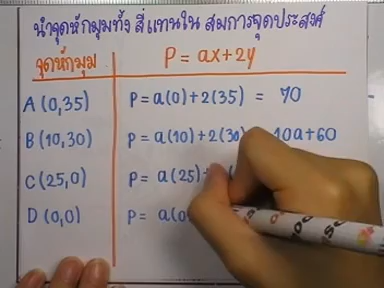 นำจุดหักมุมทั้ง สี่แทนใน สมการจุดประสงค์
จุดหักมุม P = ax+2y
A (0,35) P = a(0)+2(35) = 70
B (10,30) P = a(10)+2(30) = 10a+60
C (25,0) P = a(25)+
D (0,0) P = a(0